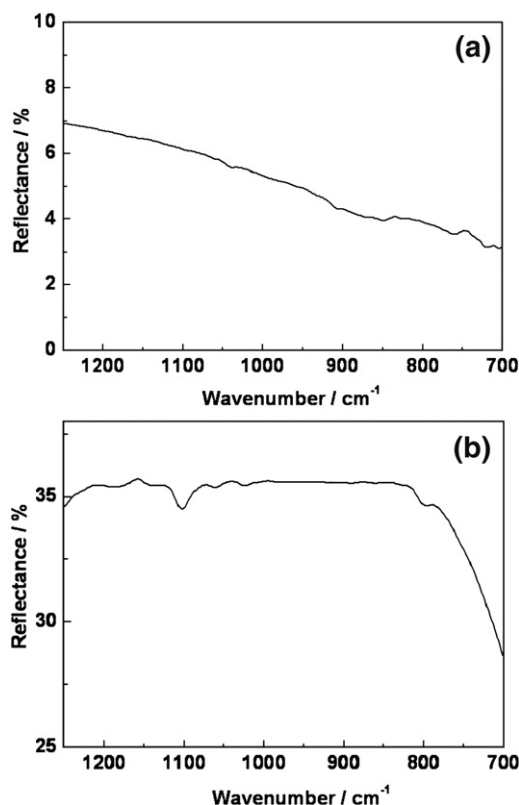 (a)
10
8
6
4
2
0
Reflectance / %
1200 1100 1000 900 800 700
Wavenumber / cm⁻¹
(b)
35
30
25
Reflectance / %
1200 1100 1000 900 800 700
Wavenumber / cm⁻¹